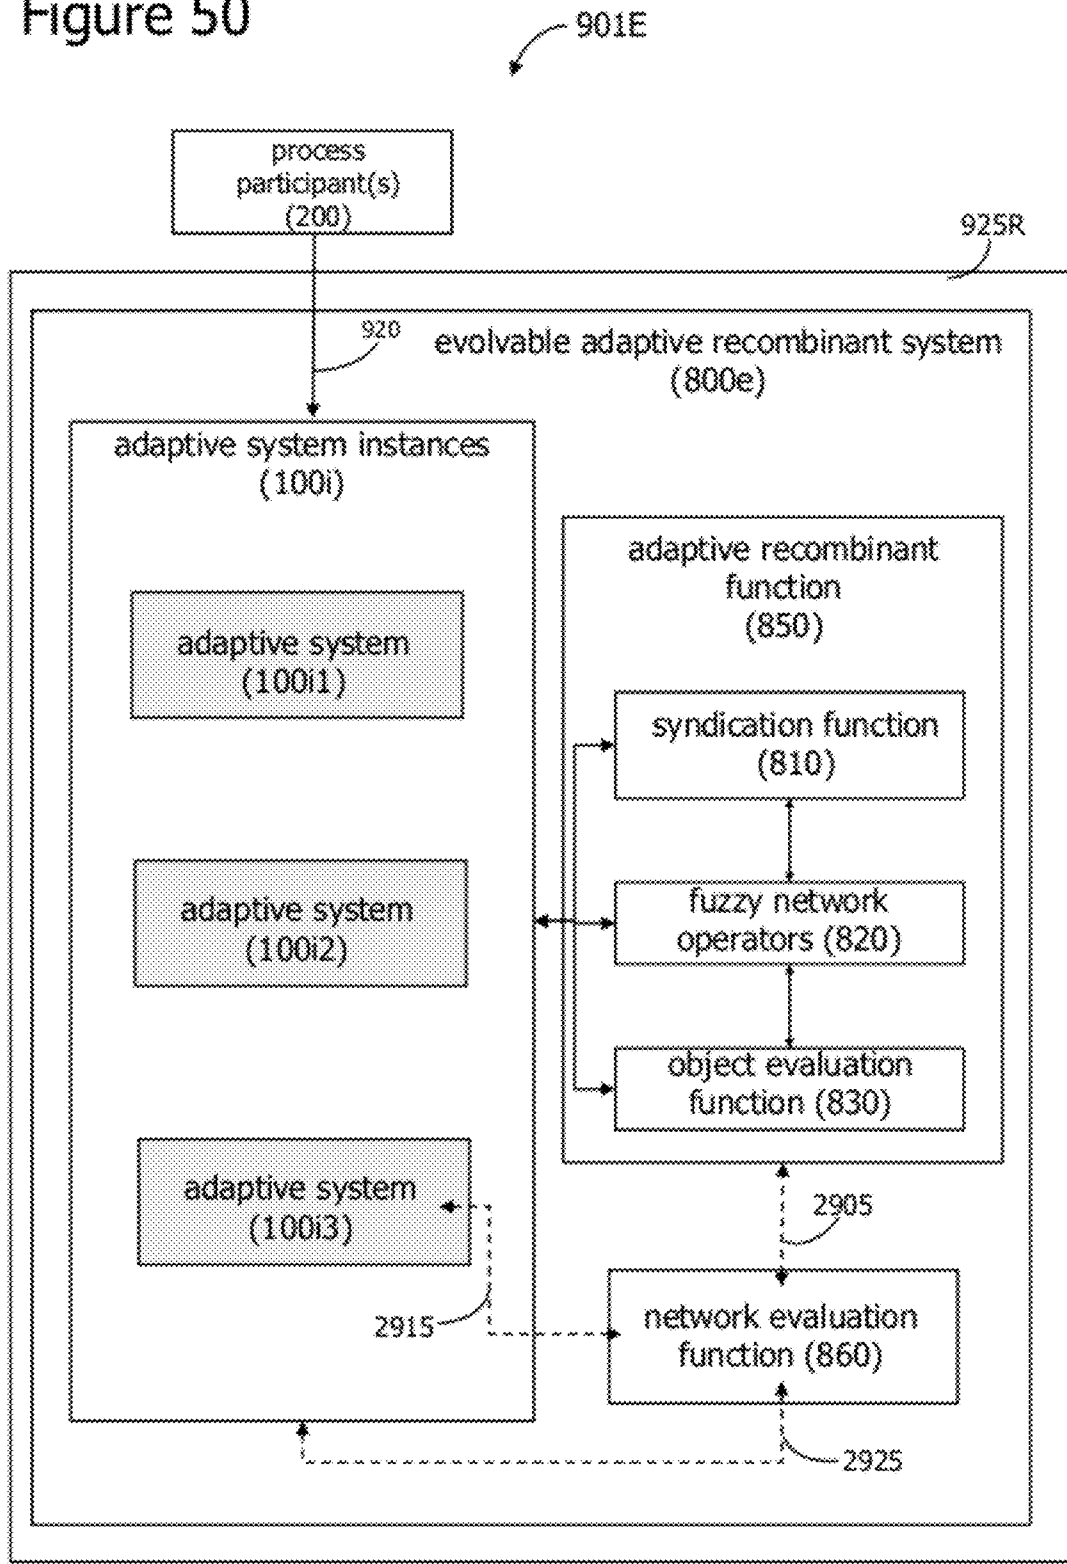 Figure 50
901E
process
participant(s)
(200)
925R
920
evolvable adaptive recombinant system
(800e)
adaptive system instances
(100i)
adaptive recombinant
function
(850)
adaptive system
(100i1)
syndication function
(810)
adaptive system
(100i2)
fuzzy network
operators (820)
object evaluation
function (830)
adaptive system
(100i3)
2905
2915
network evaluation
function (860)
2925